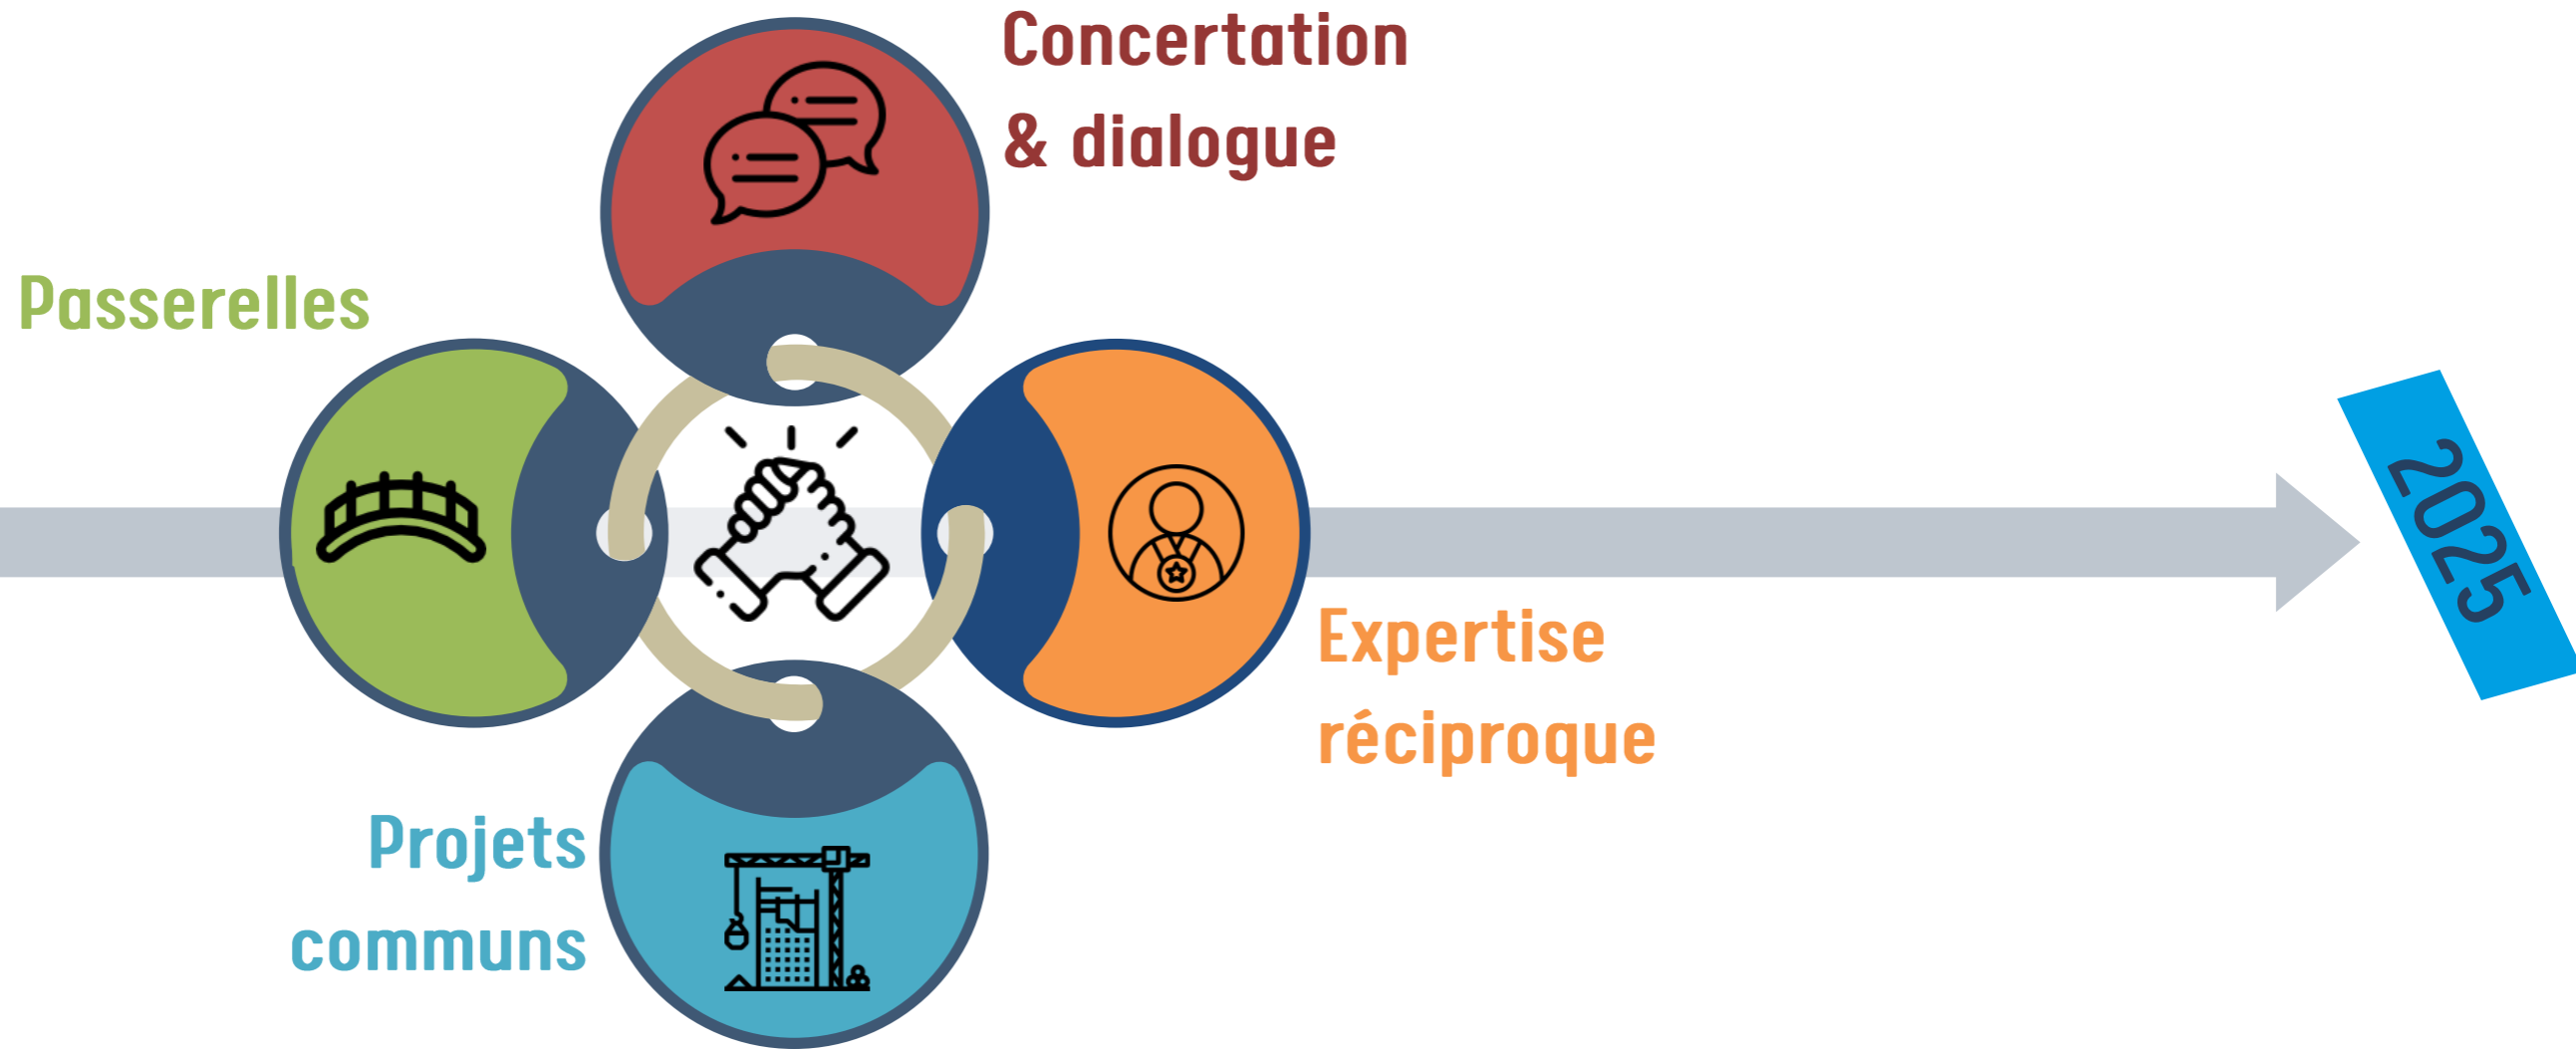 Concertation
& dialogue
Passerelles
2025
Expertise
réciproque
Projets
communs